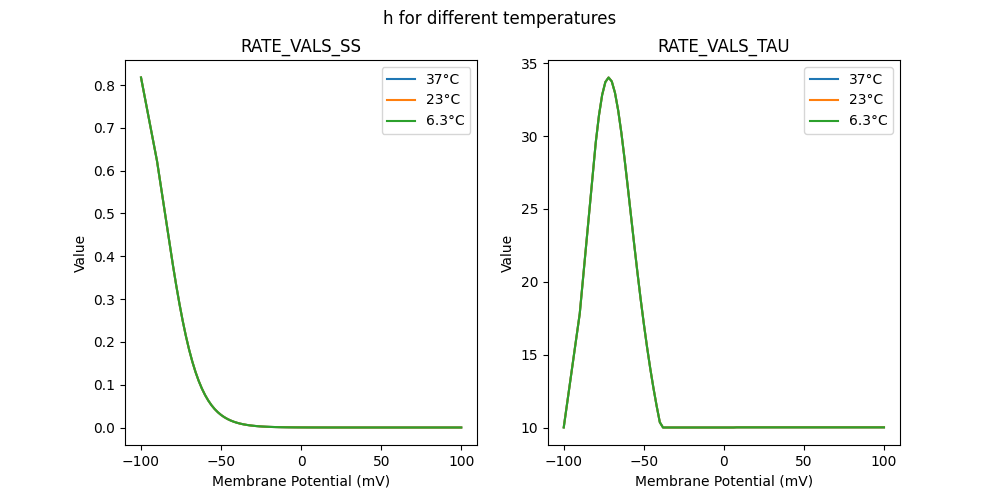 h for different temperatures
RATE_VALS_SS
0.8
0.7
0.6
0.5
0.4
0.3
0.2
0.1
0.0
Value
37°C
23°C
6.3°C
−100
−50
0
50
100
Membrane Potential (mV)
RATE_VALS_TAU
35
30
25
20
15
10
Value
37°C
23°C
6.3°C
−100
−50
0
50
100
Membrane Potential (mV)